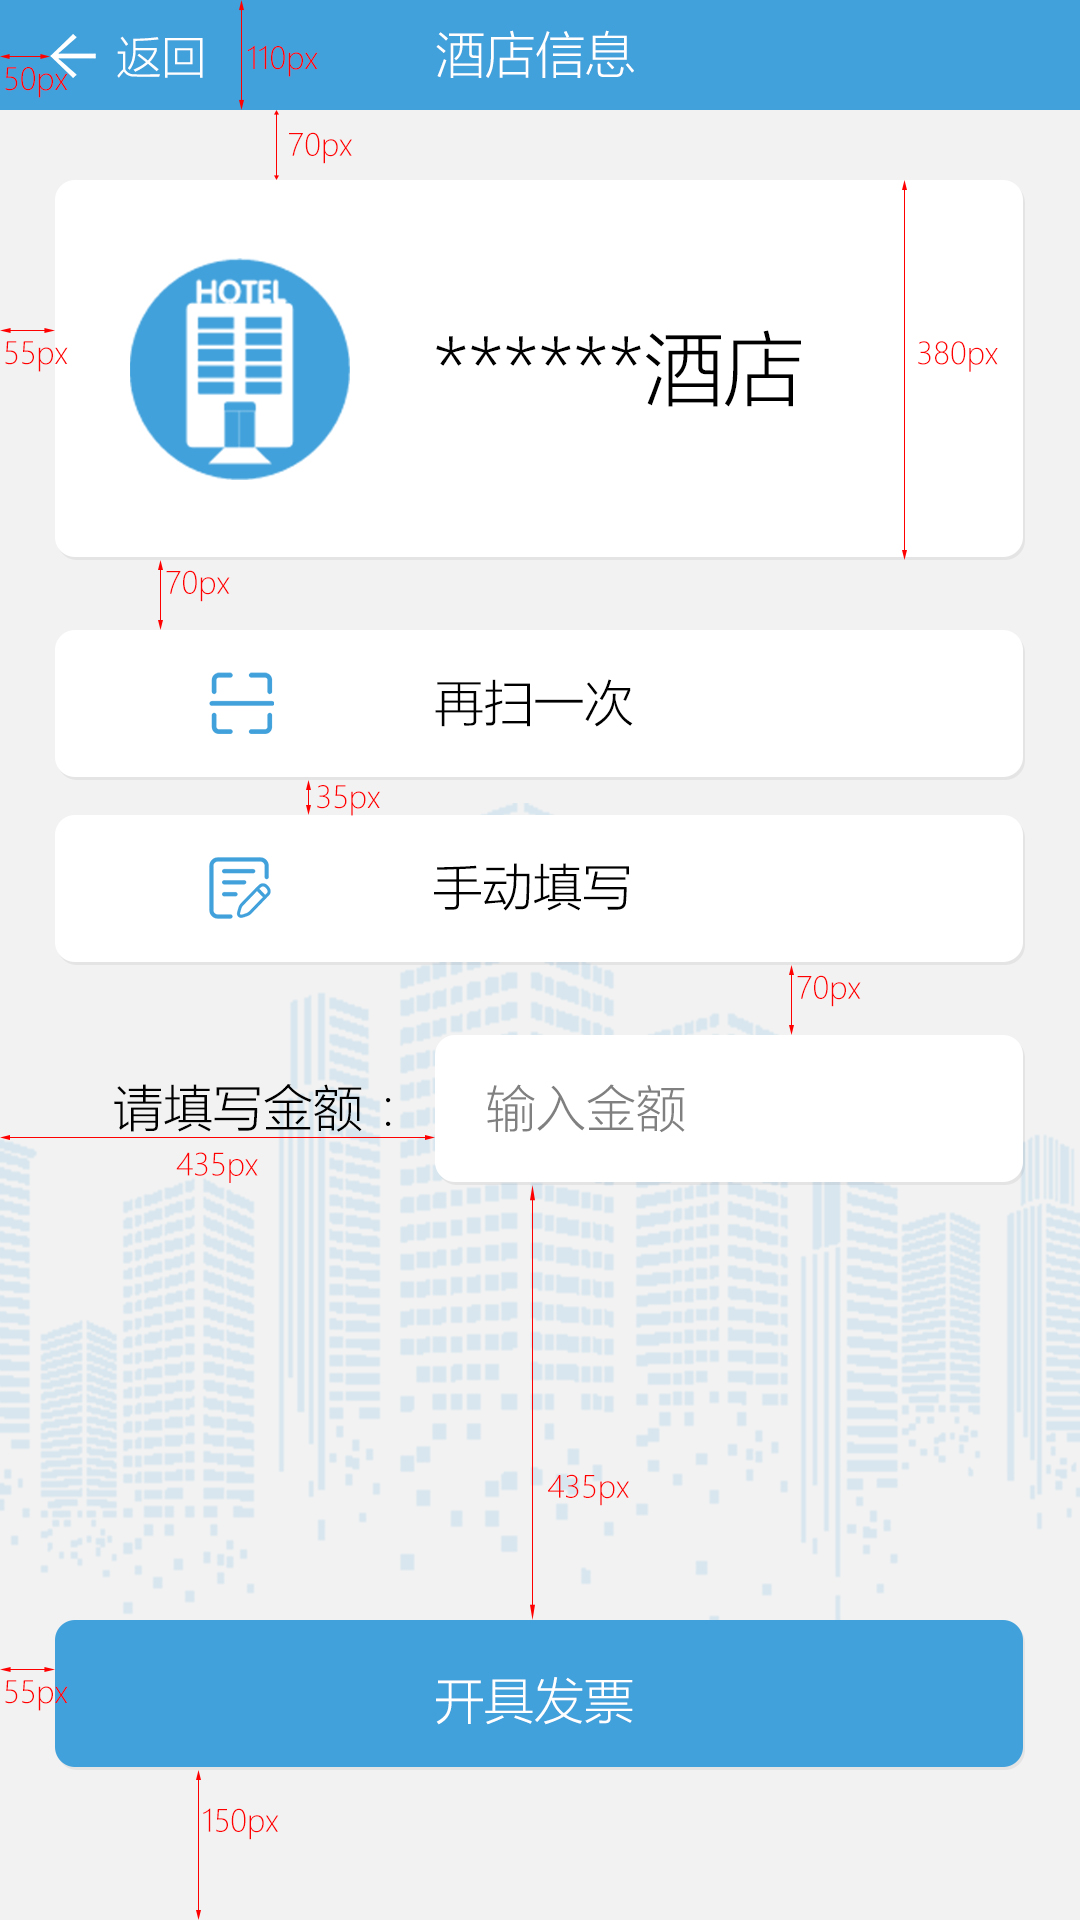 返回
酒店信息
110px
50px
70px
HOTEL
******酒店
55px
380px
70px
再扫一次
35px
手动填写
70px
请填写金额：
输入金额
435px
435px
开具发票
55px
150px